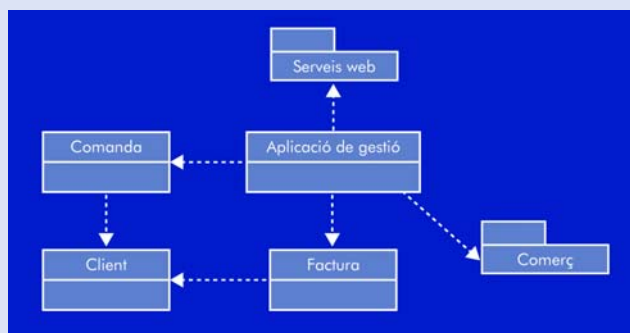 Serveis web
Comanda
Aplicació de gestió
Client
Factura
Comerç